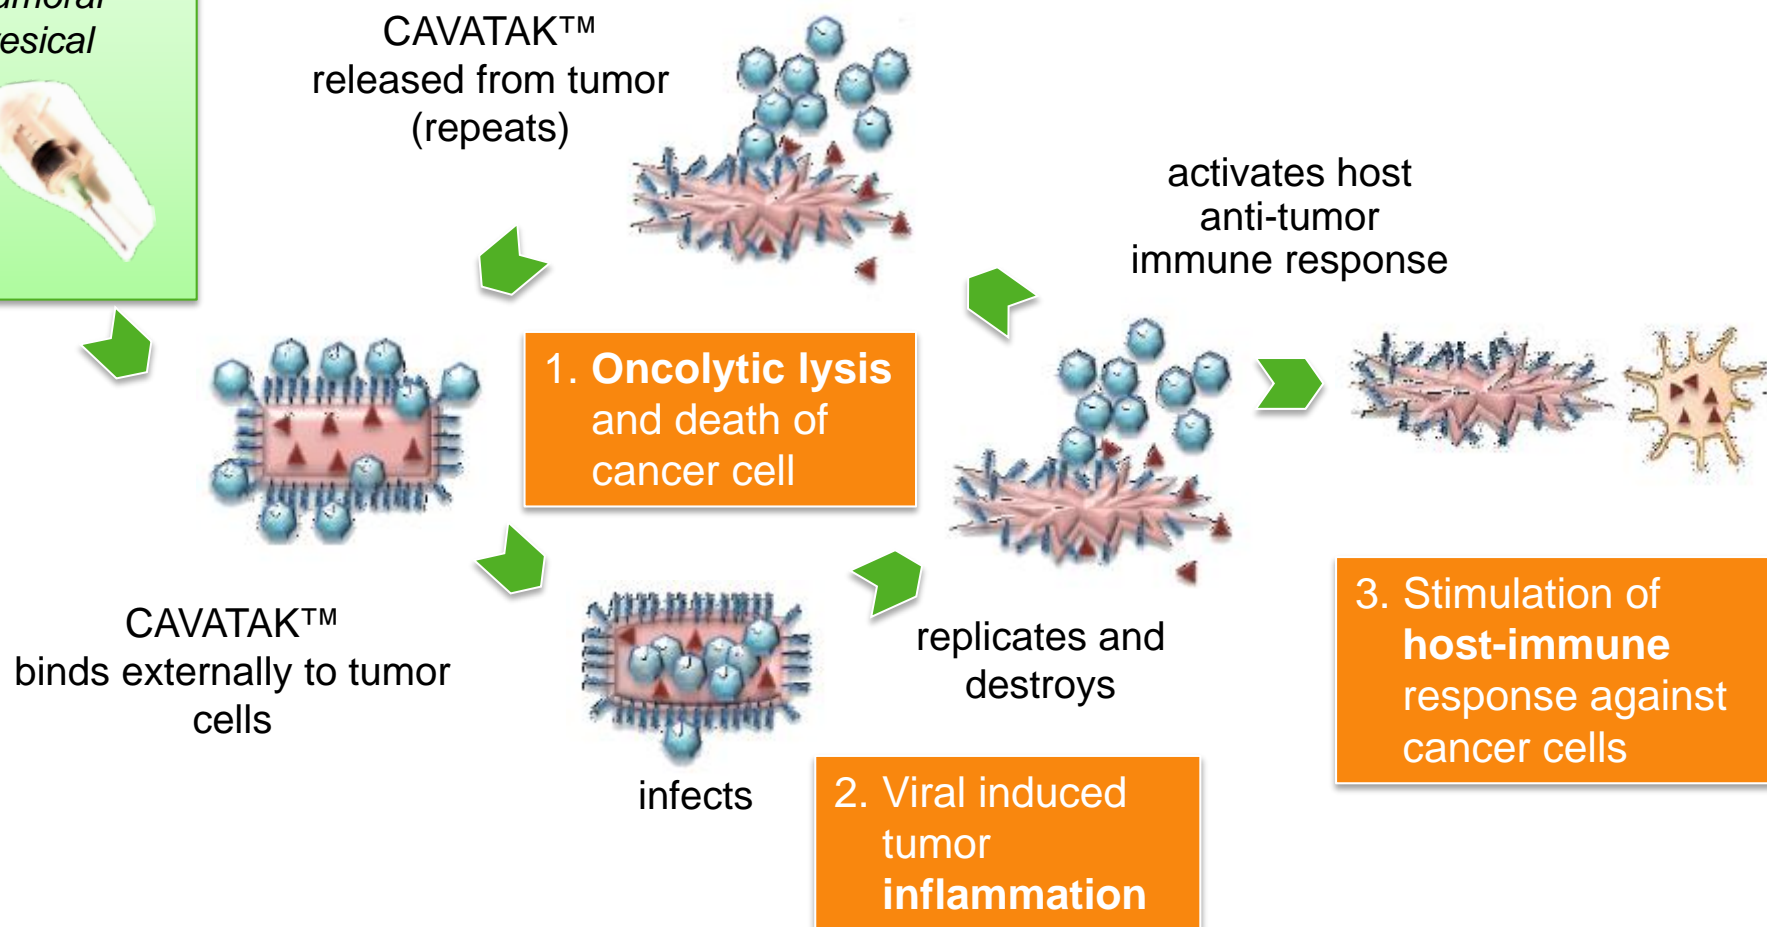 CAVATAK™
released from tumor
(repeats)
activates host
anti-tumor
immune response
1. Oncolytic lysis
and death of
cancer cell
CAVATAK™
binds externally to tumor
cells
infects
replicates and
destroys
2. Viral induced
tumor
inflammation
3. Stimulation of
host-immune
response against
cancer cells